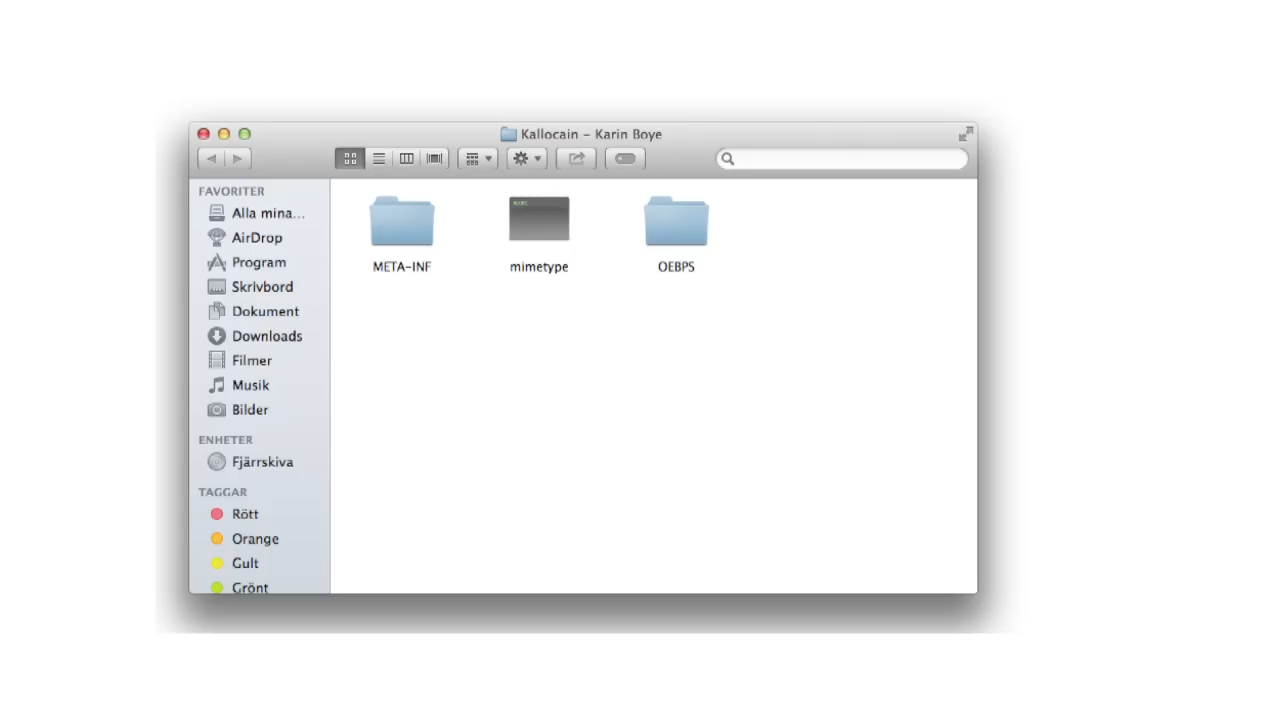 Kallocain – Karin Boye
FAVORITER
Alla mina...
AirDrop
Program
Skrivbord
Dokument
Downloads
Filmer
Musik
Bilder
ENHETER
Fjärrskiva
TAGGAR
Rött
Orange
Gult
Grönt
META-INF
mimetype
OEBPS